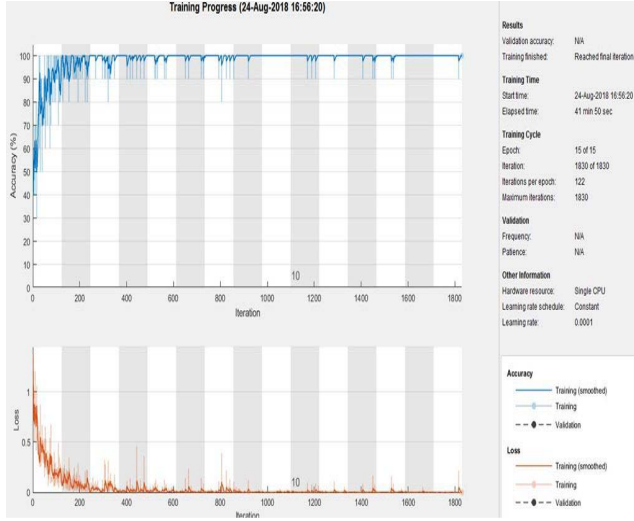 Training Progress (24-Aug-2018 16:56:20)
100
90
80
70
60
50
40
30
20
10
0
Accuracy (%)
10
0 200 400 600 800 1000 1200 1400 1600 1800
Iteration
1
0.5
0
Loss
10
0 200 400 600 800 1000 1200 1400 1600 1800
Iteration
Results
Validation accuracy: N/A
Training finished: Reached final iteration
Training Time
Start time: 24-Aug-2018 16:56:20
Elapsed time: 41 min 50 sec
Training Cycle
Epoch: 15 of 15
Iteration: 1830 of 1830
Iterations per epoch: 122
Maximum iterations: 1830
Validation
Frequency: N/A
Patience: N/A
Other Information
Hardware resource: Single CPU
Learning rate schedule: Constant
Learning rate: 0.0001
Accuracy
Training (smoothed)
Training
Validation
Loss
Training (smoothed)
Training
Validation